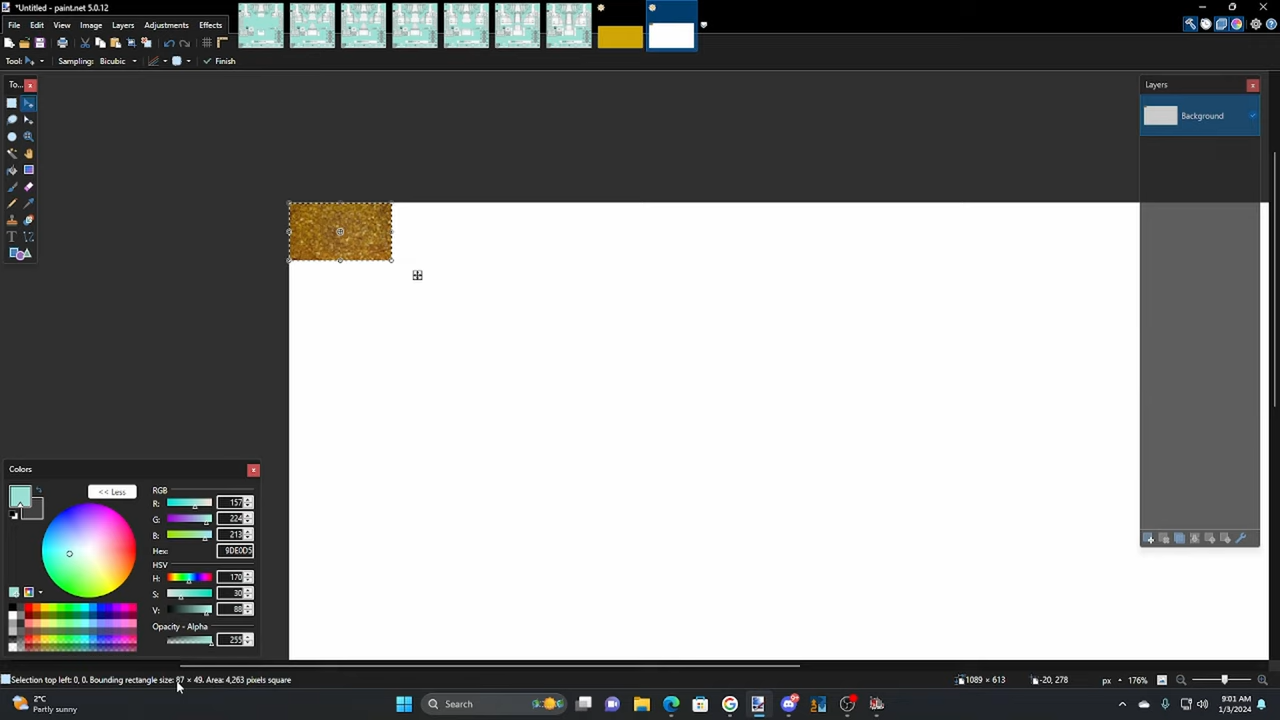 *Untitled - paint.net 5.0.12
File Edit View Image Layers Adjustments Effects
Tool: Sampling: Bicubic Finish
To...
Layers
Background
Colors
<< Less
RGB
R: 157
G: 224
B: 213
Hex: 9DE0D5
HSV
H: 170
S: 30
V: 88
Opacity - Alpha
255
Selection top left: 0, 0. Bounding rectangle size: 87 × 49. Area: 4,263 pixels square
1089 × 613 -20, 278 px 176%
2°C
Partly sunny
Search
9:01 AM
1/3/2024